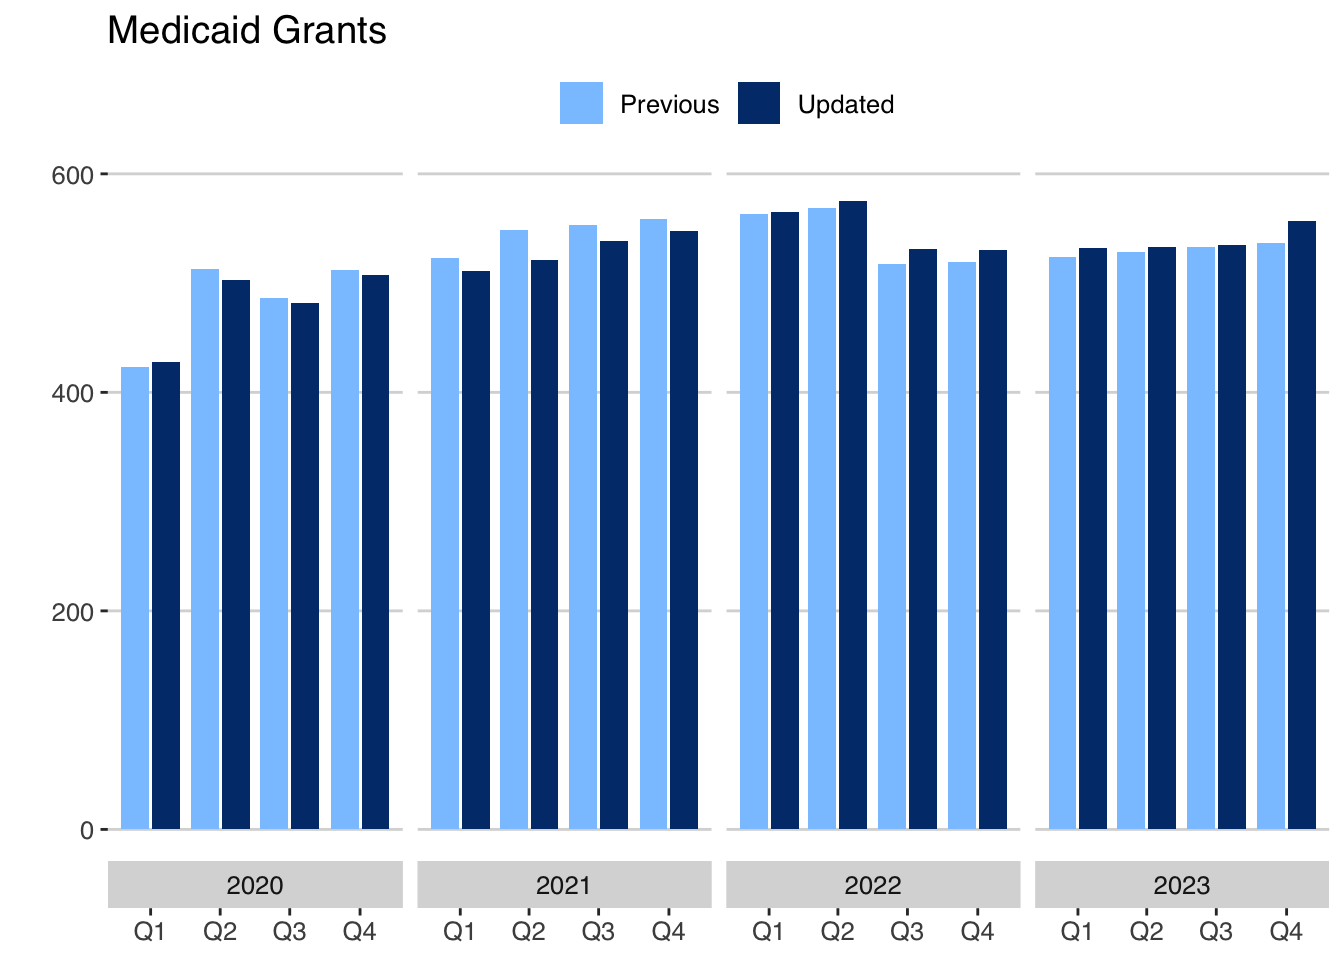 Medicaid Grants
Previous Updated
600
400
200
0
2020 2021 2022 2023
Q1 Q2 Q3 Q4 Q1 Q2 Q3 Q4 Q1 Q2 Q3 Q4 Q1 Q2 Q3 Q4